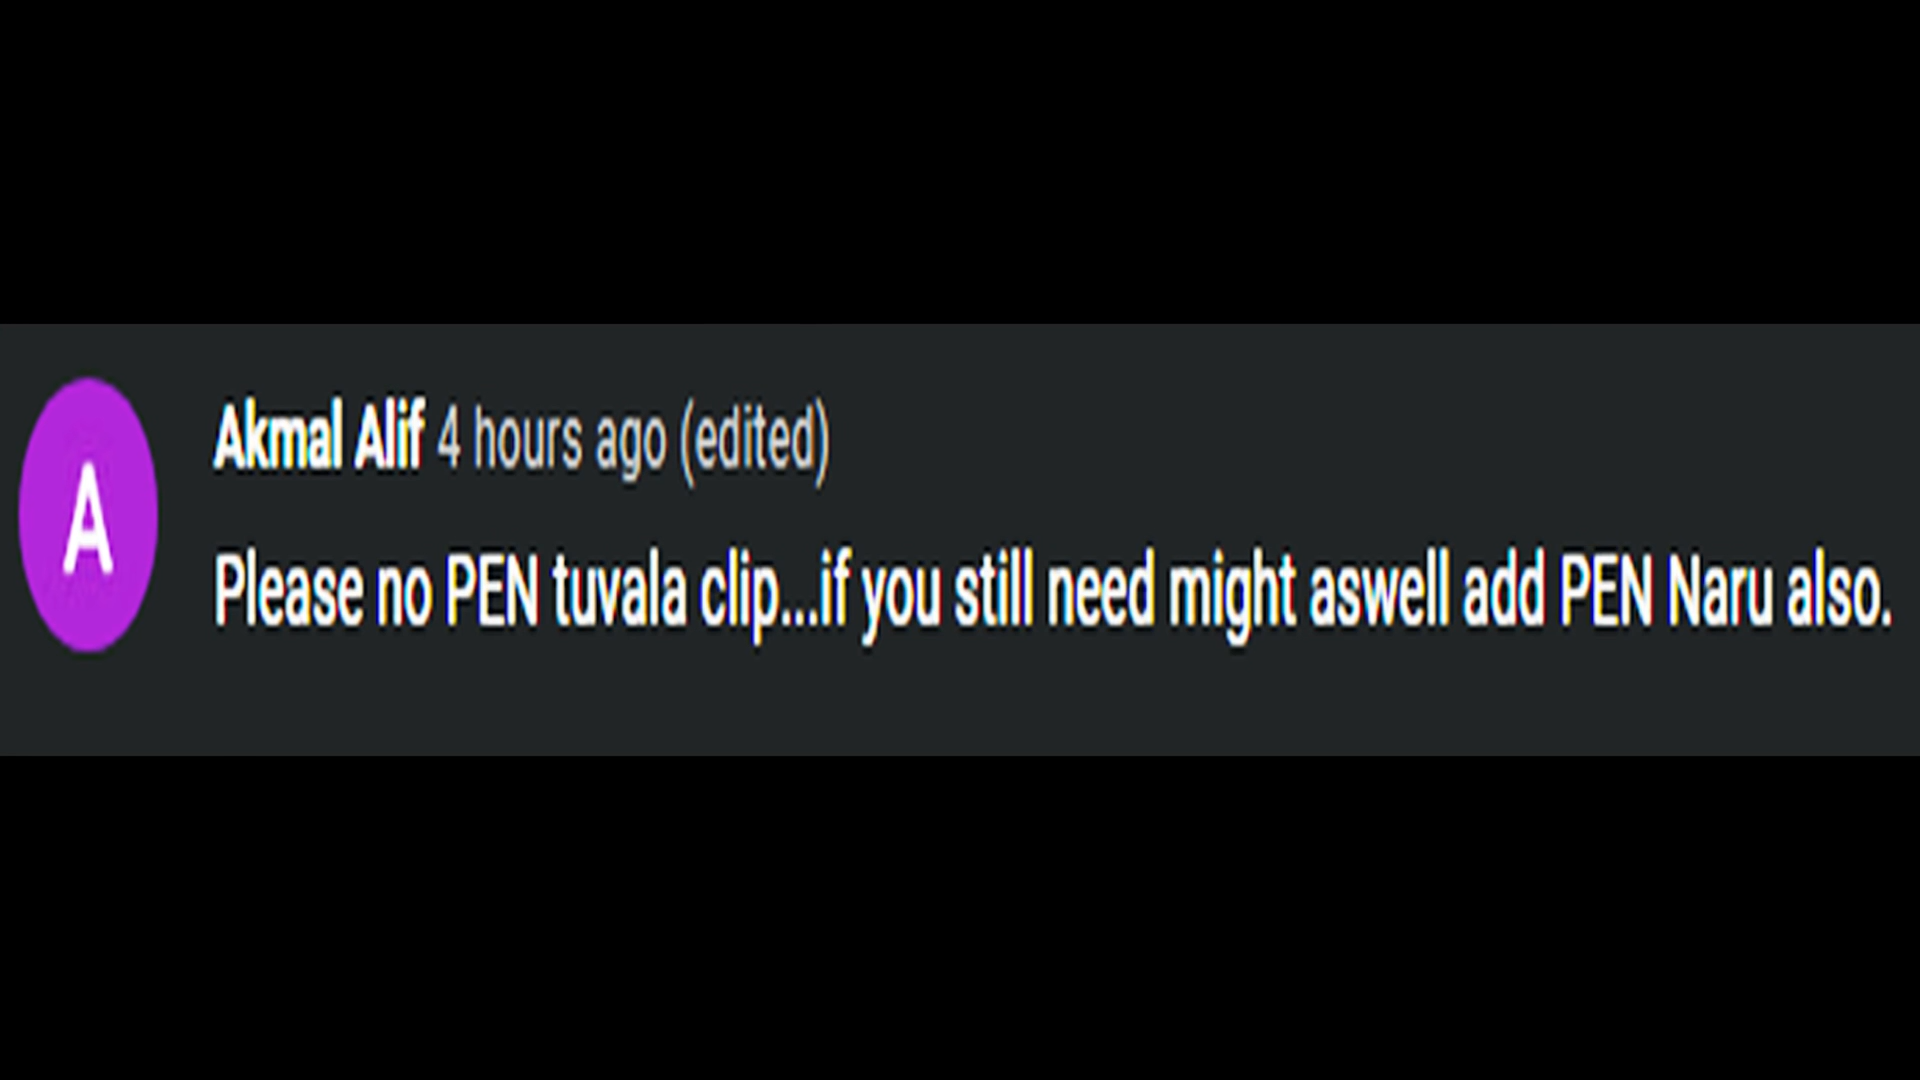 A
Akmal Alif 4 hours ago (edited)
Please no PEN tuvala clip...if you still need might aswell add PEN Naru also.